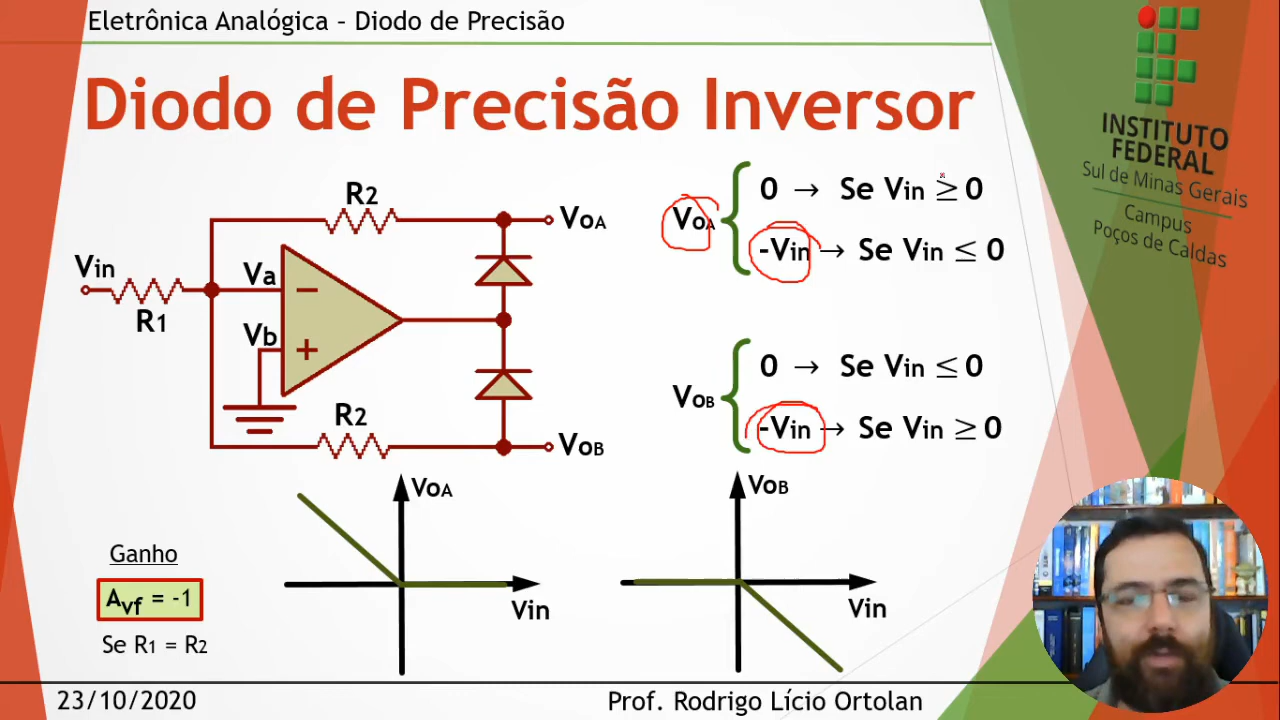 Eletrônica Analógica – Diodo de Precisão
Diodo de Precisão Inversor
INSTITUTO
FEDERAL
Sul de Minas Gerais
Campus
Poços de Caldas
R2
VOA
Vin
R1
Va
Vb
R2
VOB
VOA
0 → Se Vin ≥ 0
-Vin → Se Vin ≤ 0
VOB
0 → Se Vin ≤ 0
-Vin → Se Vin ≥ 0
Ganho
Avf = -1
Se R1 = R2
VOA
Vin
VOB
Vin
23/10/2020
Prof. Rodrigo Lício Ortolan